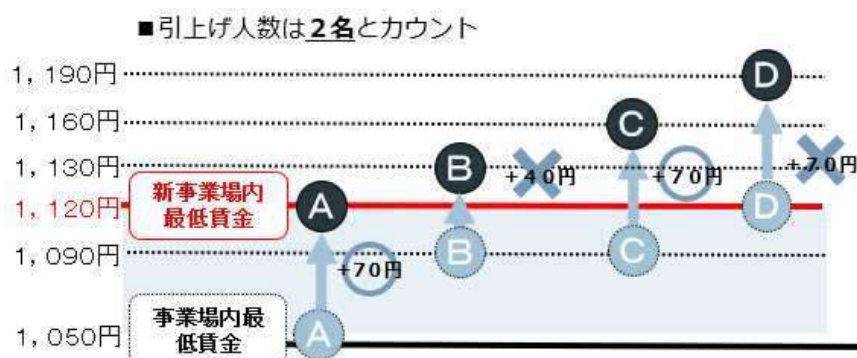 ■引上げ人数は２名とカウント
1,190円
D
1,160円
C
1,130円
B
+40円
+70円
+70円
新事業場内
最低賃金
1,120円
A
D
1,090円
B
C
+70円
事業場内最
低賃金
1,050円
A